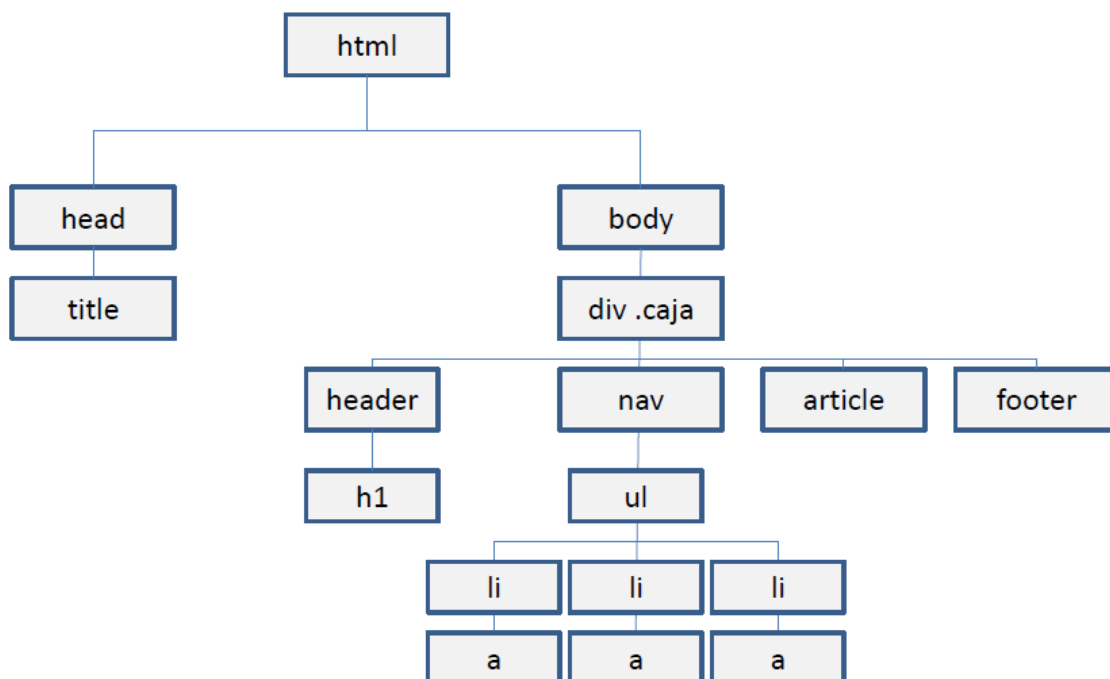 html
head
body
title
div .caja
header
nav
article
footer
h1
ul
li
li
li
a
a
a